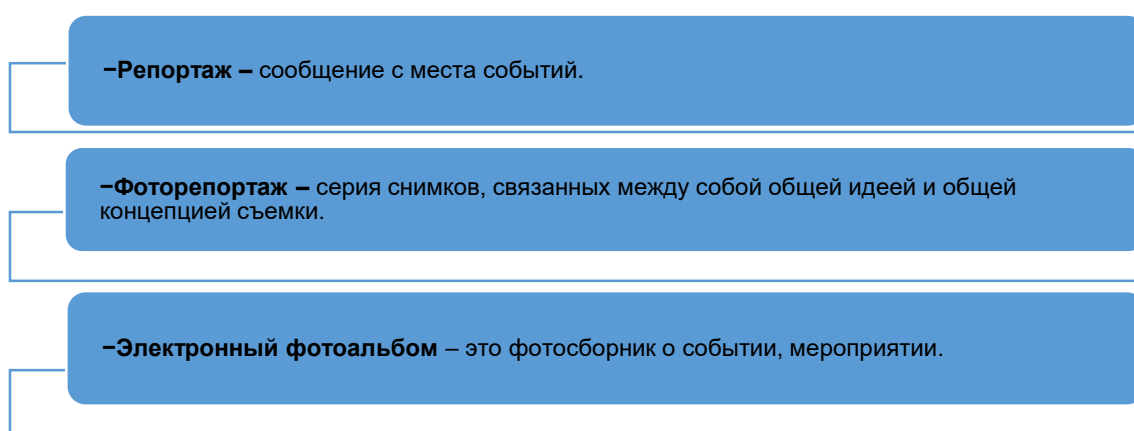 −Репортаж – сообщение с места событий.
−Фоторепортаж – серия снимков, связанных между собой общей идеей и общей
концепцией съемки.
−Электронный фотоальбом – это фотосборник о событии, мероприятии.